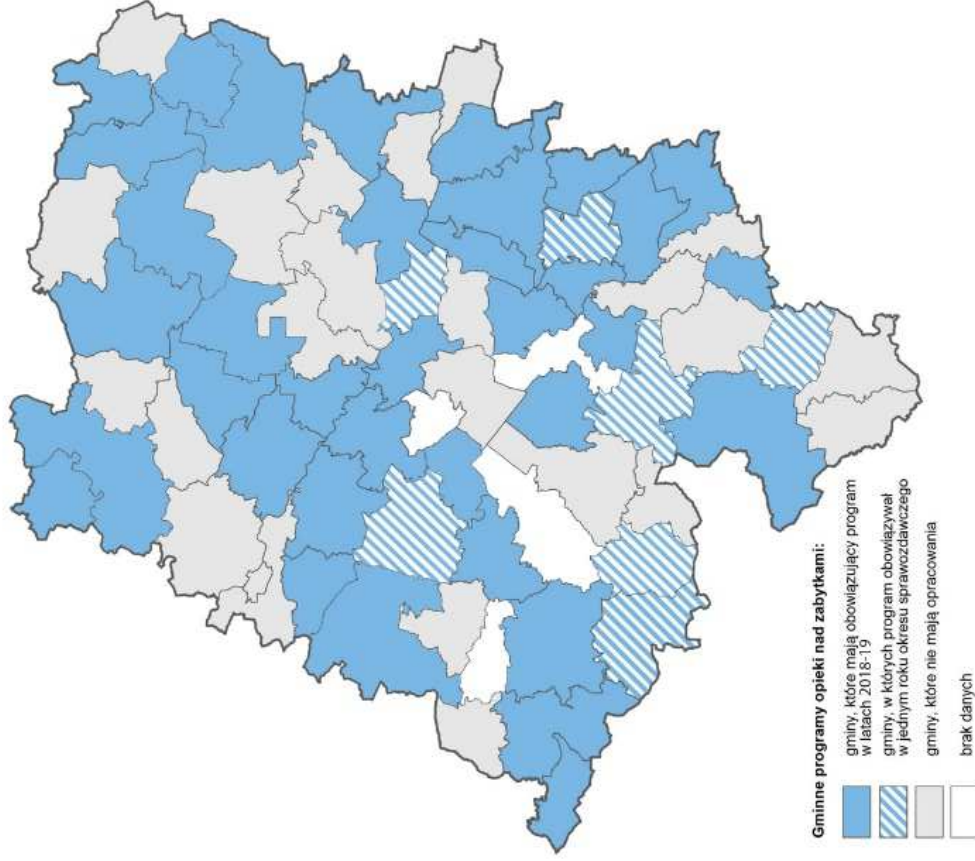 Gminne programy opieki nad zabytkami:
gminy, które mają obowiązujący program
w latach 2018-19
gminy, w których program obowiązywał
w jednym roku okresu sprawozdawczego
gminy, które nie mają opracowania
brak danych